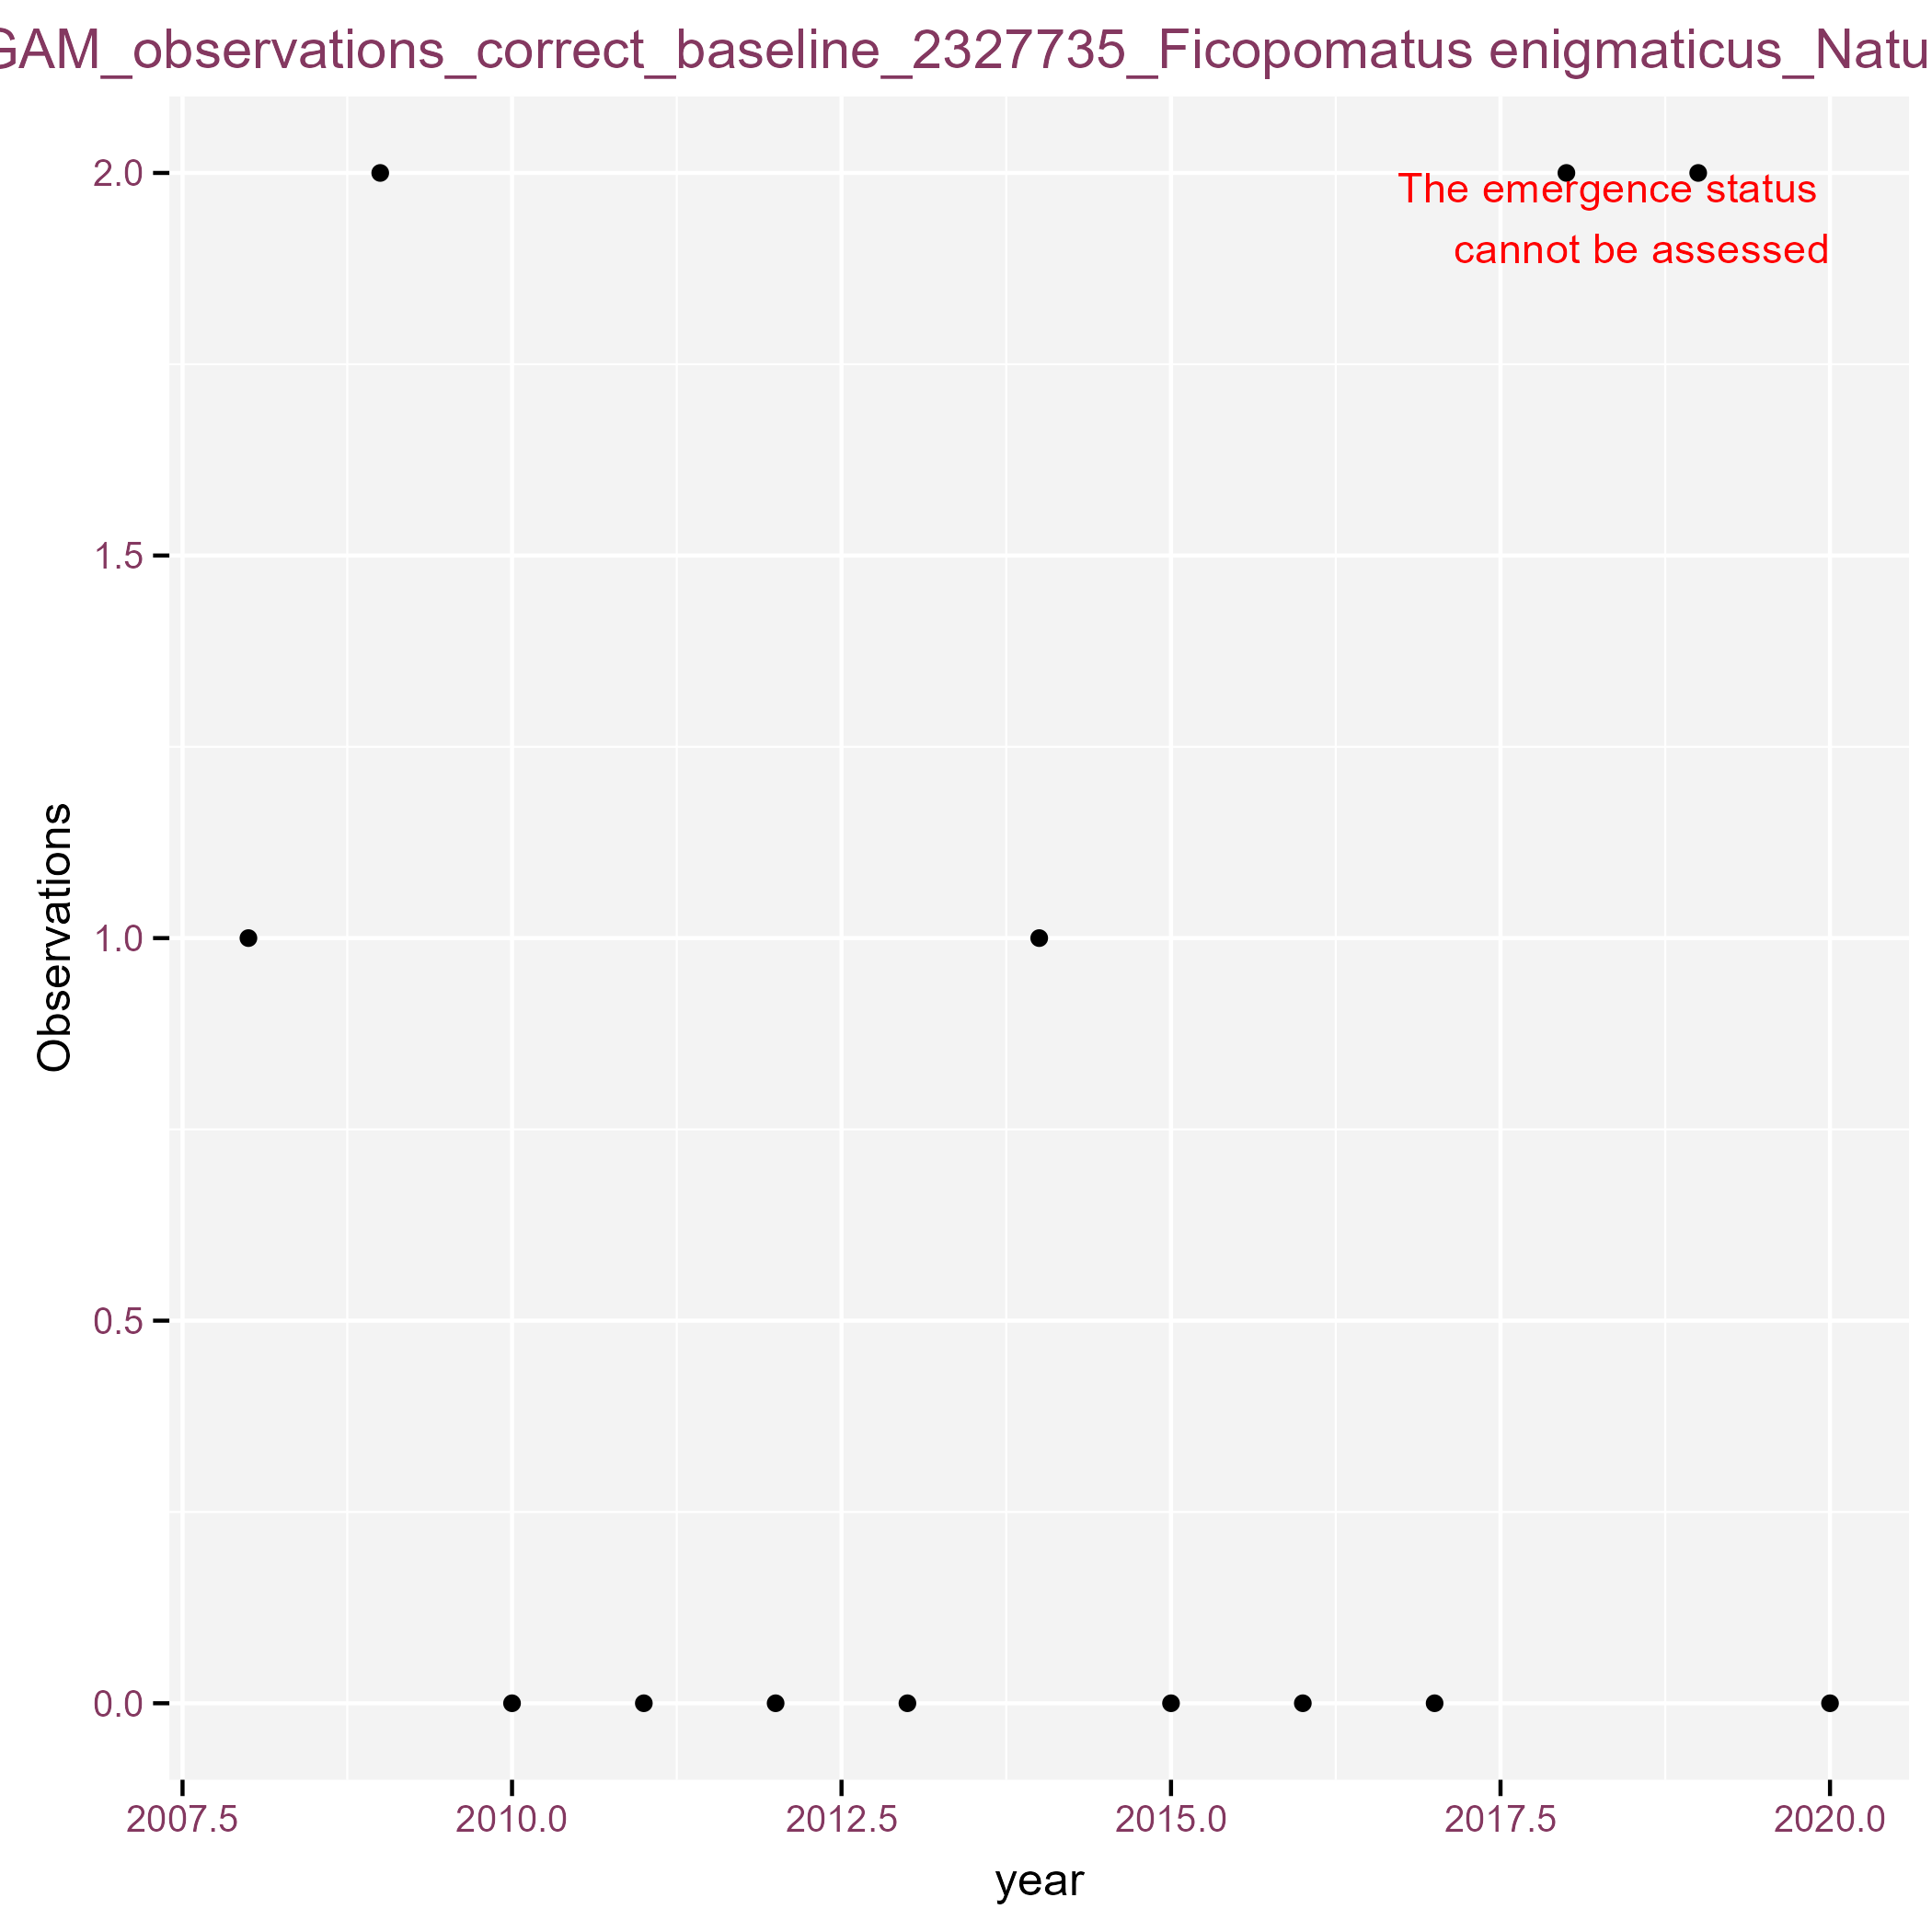 GAM_observations_correct_baseline_2327735_Ficopomatus enigmaticus_Natu
2.0
The emergence status
cannot be assessed
1.5
1.0
0.5
0.0
Observations
2007.5 2010.0 2012.5 2015.0 2017.5 2020.0
year